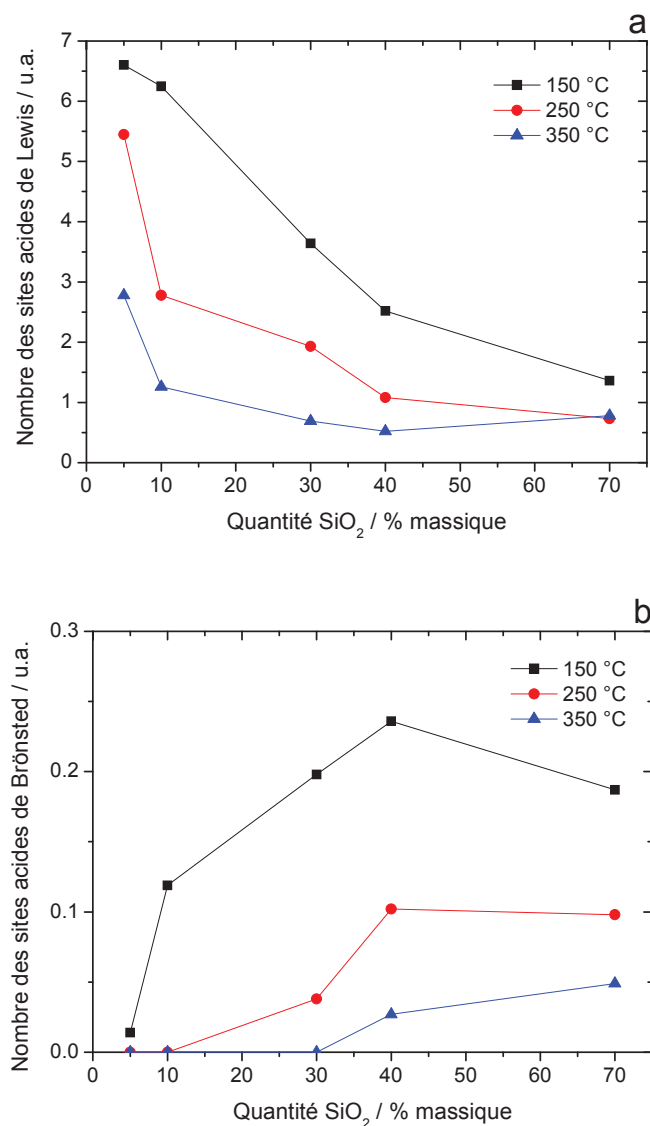 a
7
6
5
4
3
2
1
0
Nombre des sites acides de Lewis / u.a.
150 °C
250 °C
350 °C
0 10 20 30 40 50 60 70
Quantité SiO2 / % massique
b
0.3
0.2
0.1
0.0
Nombre des sites acides de Brönsted / u.a.
150 °C
250 °C
350 °C
0 10 20 30 40 50 60 70
Quantité SiO2 / % massique